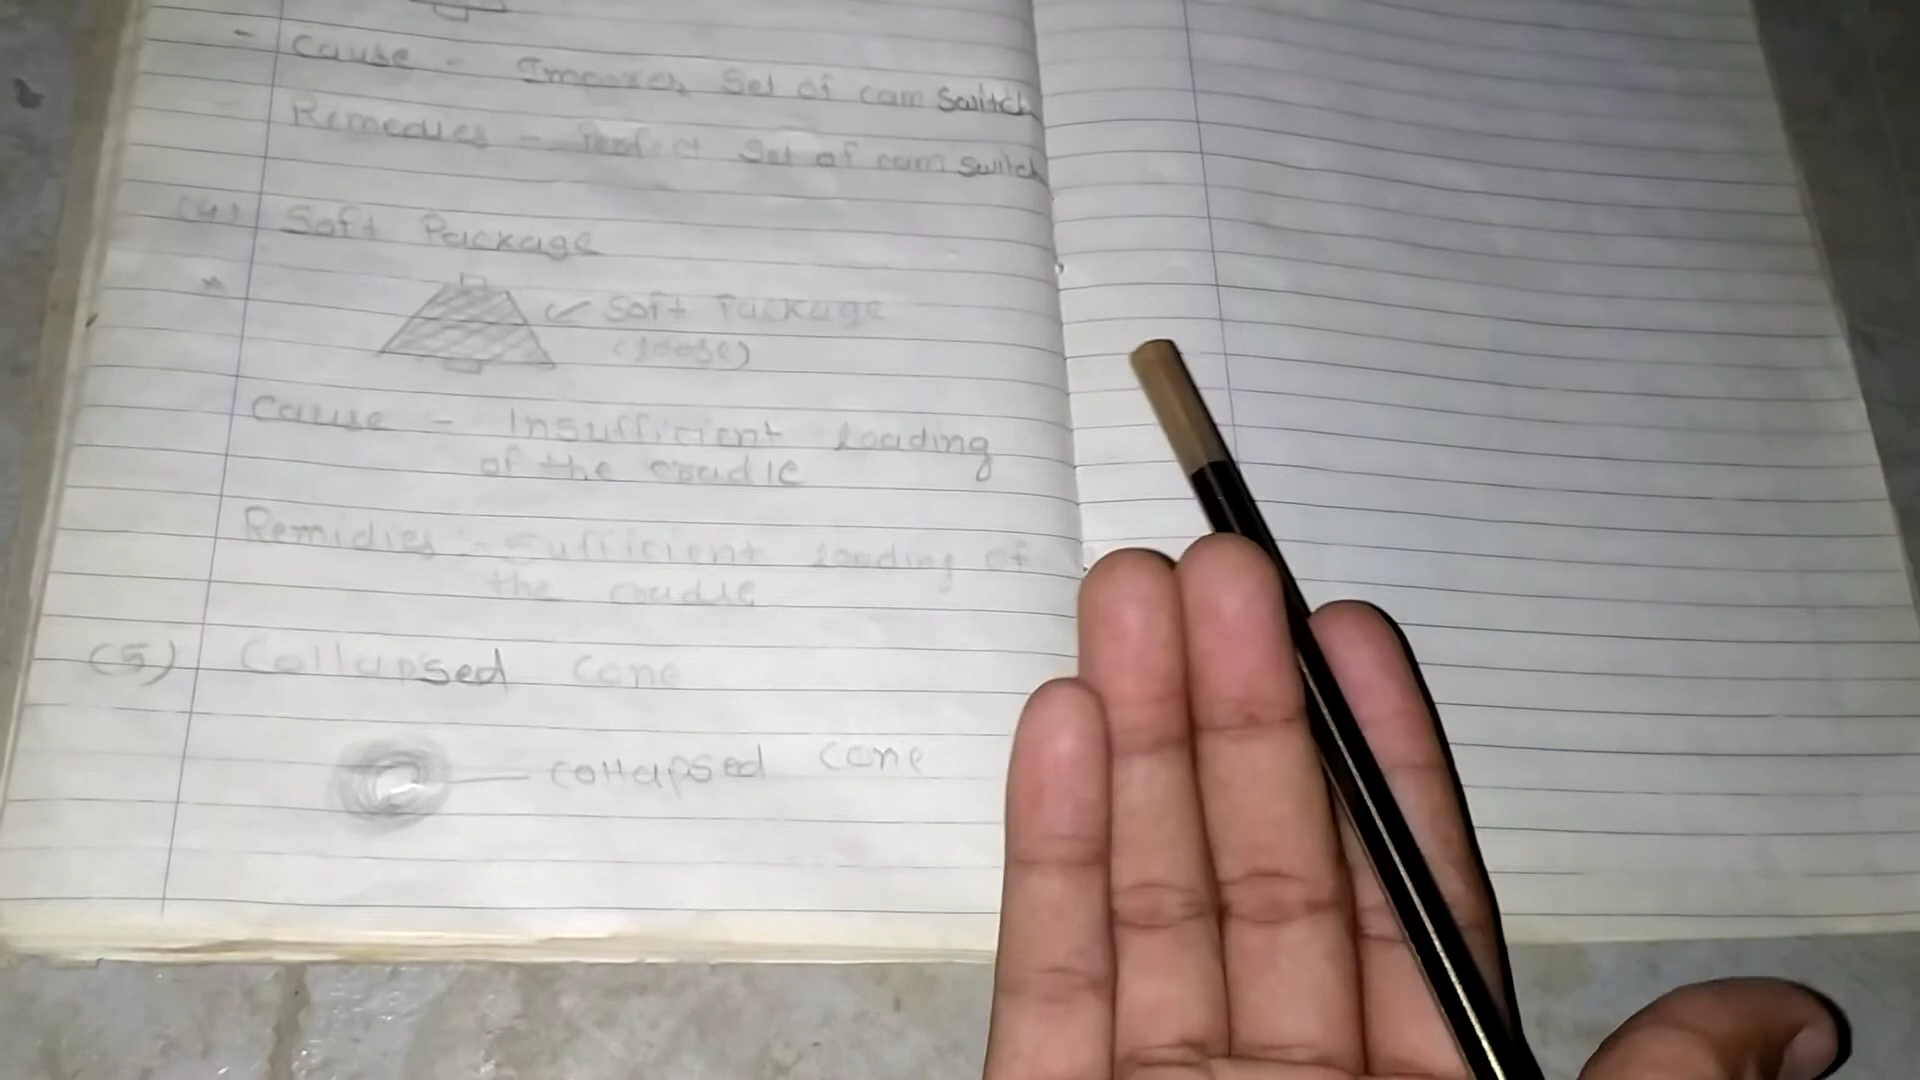 - Cause - Set of cam Switch
- Remedies - Perfect Set of cam Switch
(4) Soft Package
Soft Package
(loose)
Cause - Insufficient Loading
of the cradle
Remidies - Sufficient Loading of
the cradle
(5) Collapsed Cone
Collapsed Cone